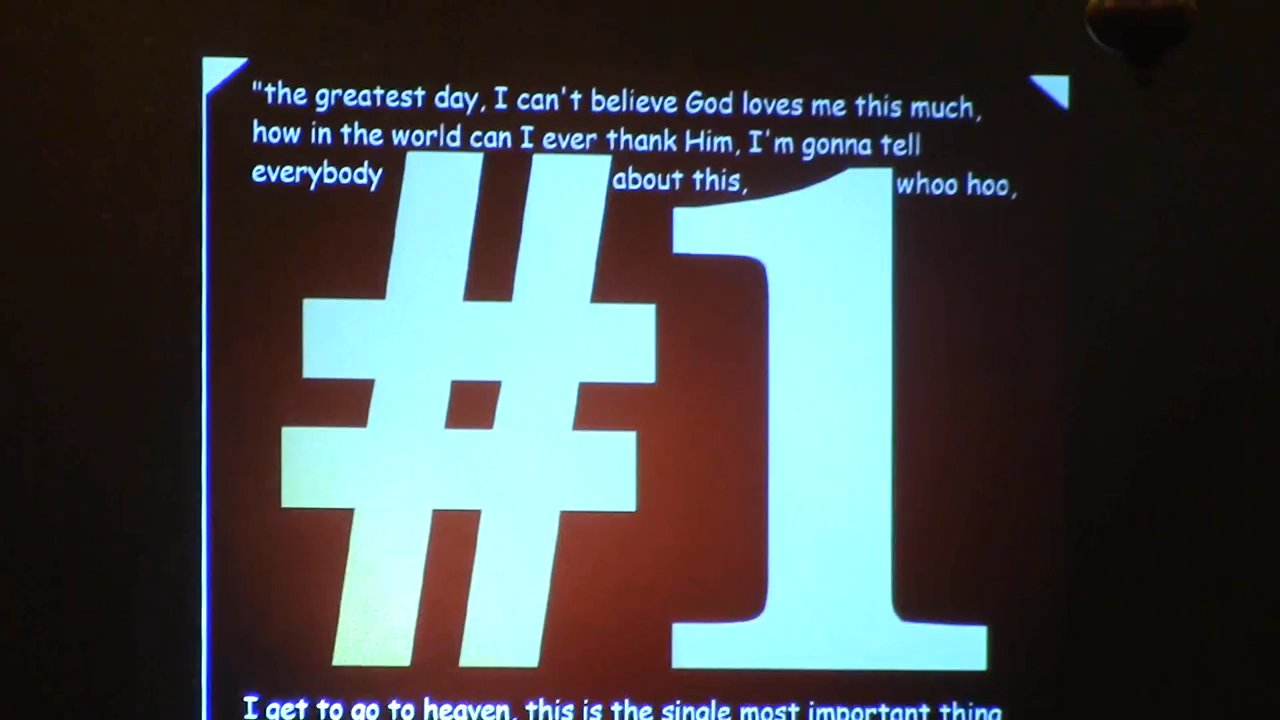 "the greatest day, I can't believe God loves me this much,
how in the world can I ever thank Him, I'm gonna tell
everybody about this, whoo hoo,
#1
I get to go to heaven, this is the single most important thing